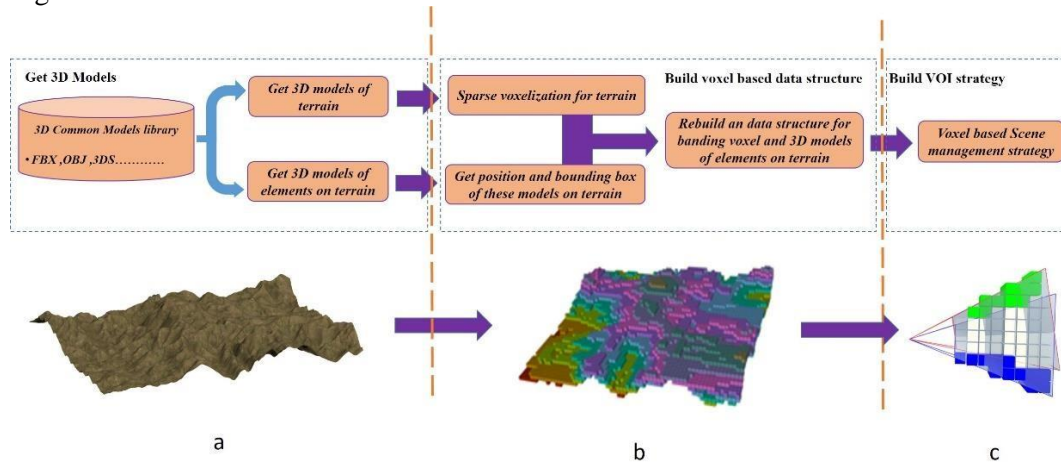 Get 3D Models
3D Common Models library
• FBX ,OBJ ,3DS…………
Get 3D models of
terrain
Get 3D models of
elements on terrain
Build voxel based data structure
Sparse voxelization for terrain
Get position and bounding
box of these models on terrain
Rebuild an data structure for
banding voxel and 3D models
of elements on terrain
Build VOI strategy
Voxel based Scene
management strategy
a
b
c